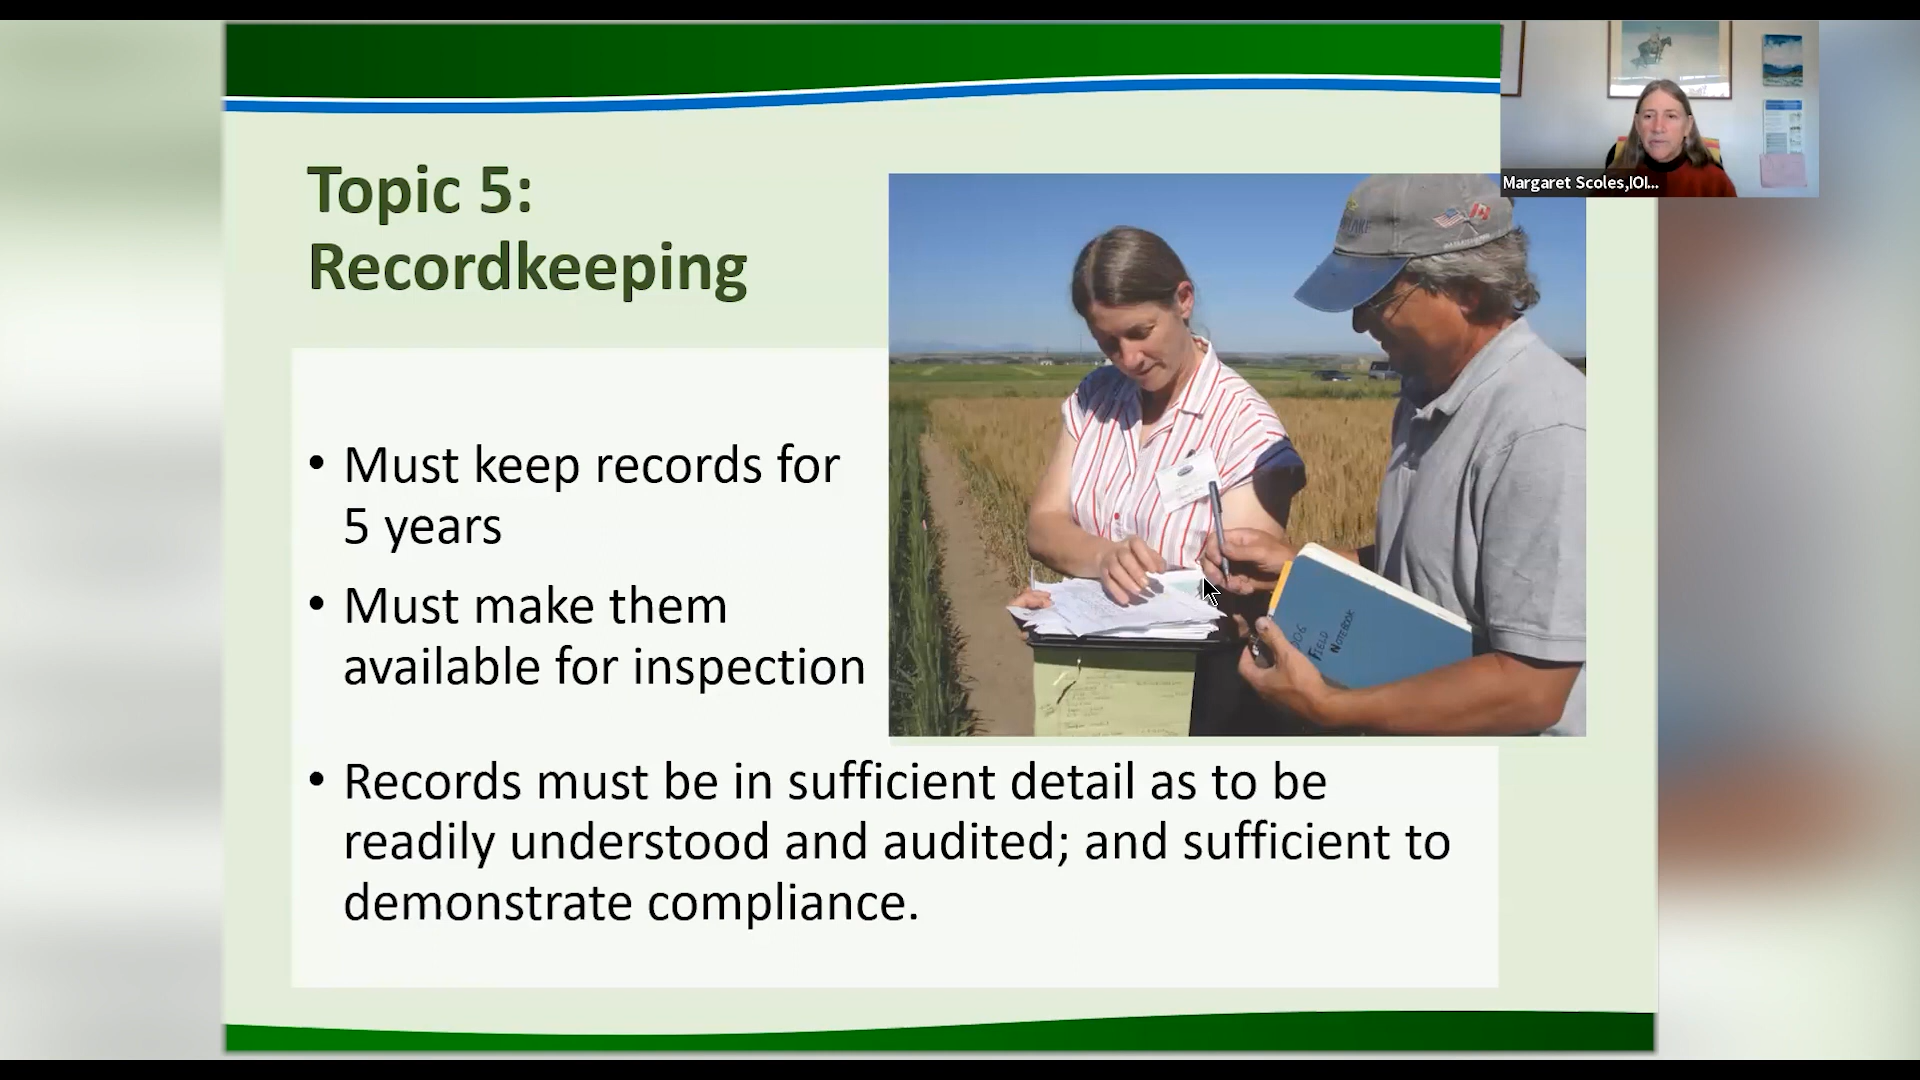 Topic 5:
Recordkeeping
• Must keep records for
5 years
• Must make them
available for inspection
• Records must be in sufficient detail as to be
readily understood and audited; and sufficient to
demonstrate compliance.
Margaret Scoles,IOI...
FIELD
NOTEBOOK